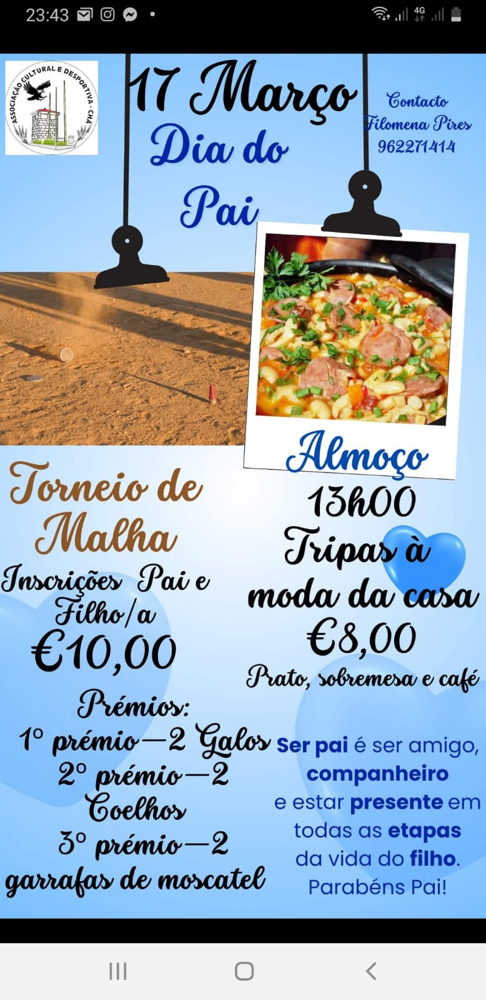 23:43
4G
ASSOCIAÇÃO CULTURAL E DESPORTIVA - CHÃ
17 Março
Dia do
Pai
Contacto
Filomena Pires
962271414
Torneio de
Malha
Inscrições Pai e
Filho/a
€10,00
Prémios:
1º prémio—2 Galos
2º prémio—2
Coelhos
3º prémio—2
garrafas de moscatel
Almoço
13h00
Tripas à
moda da casa
€8,00
Prato, sobremesa e café
Ser pai é ser amigo,
companheiro
e estar presente em
todas as etapas
da vida do filho.
Parabéns Pai!